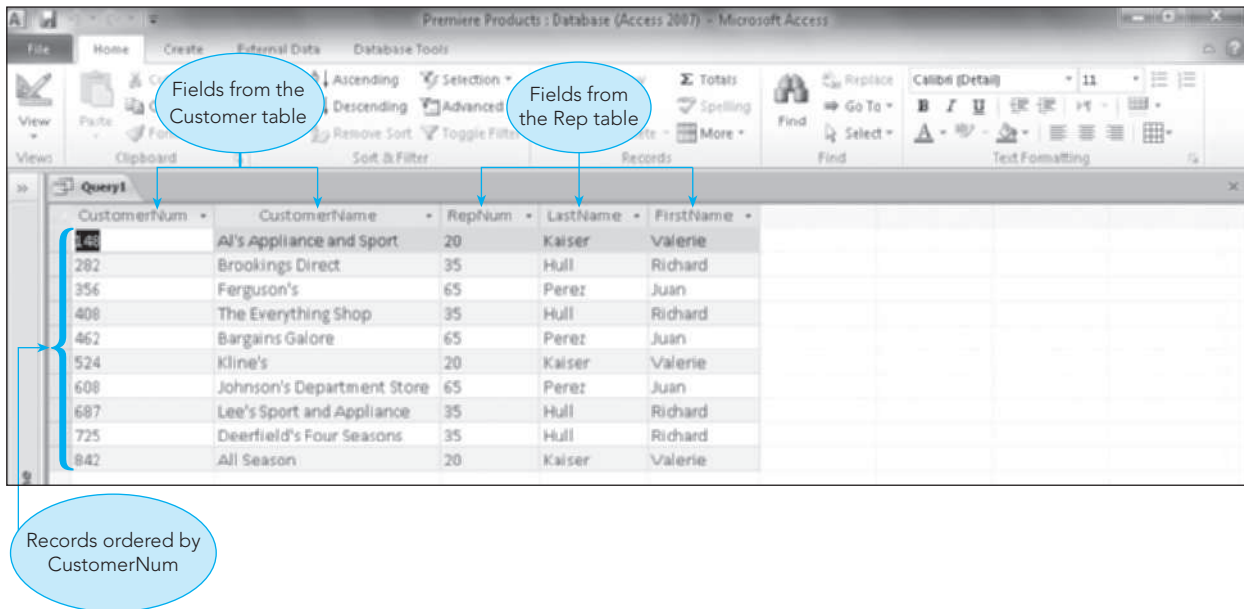 Premiere Products : Database (Access 2007) - Microsoft Access
File Home Create External Data Database Tools
Ascending Selection Totals Replace Calibri (Detail) 11
Descending Advanced Spelling Go To B I U
View Paste Remove Sort Toggle Filter More Find Select A
Views Clipboard Sort & Filter Records Find Text Formatting
Fields from the
Customer table
Fields from
the Rep table
Query1
CustomerNum CustomerName RepNum LastName FirstName
148 Al's Appliance and Sport 20 Kaiser Valerie
282 Brookings Direct 35 Hull Richard
356 Ferguson's 65 Perez Juan
408 The Everything Shop 35 Hull Richard
462 Bargains Galore 65 Perez Juan
524 Kline's 20 Kaiser Valerie
608 Johnson's Department Store 65 Perez Juan
687 Lee's Sport and Appliance 35 Hull Richard
725 Deerfield's Four Seasons 35 Hull Richard
842 All Season 20 Kaiser Valerie
Records ordered by
CustomerNum